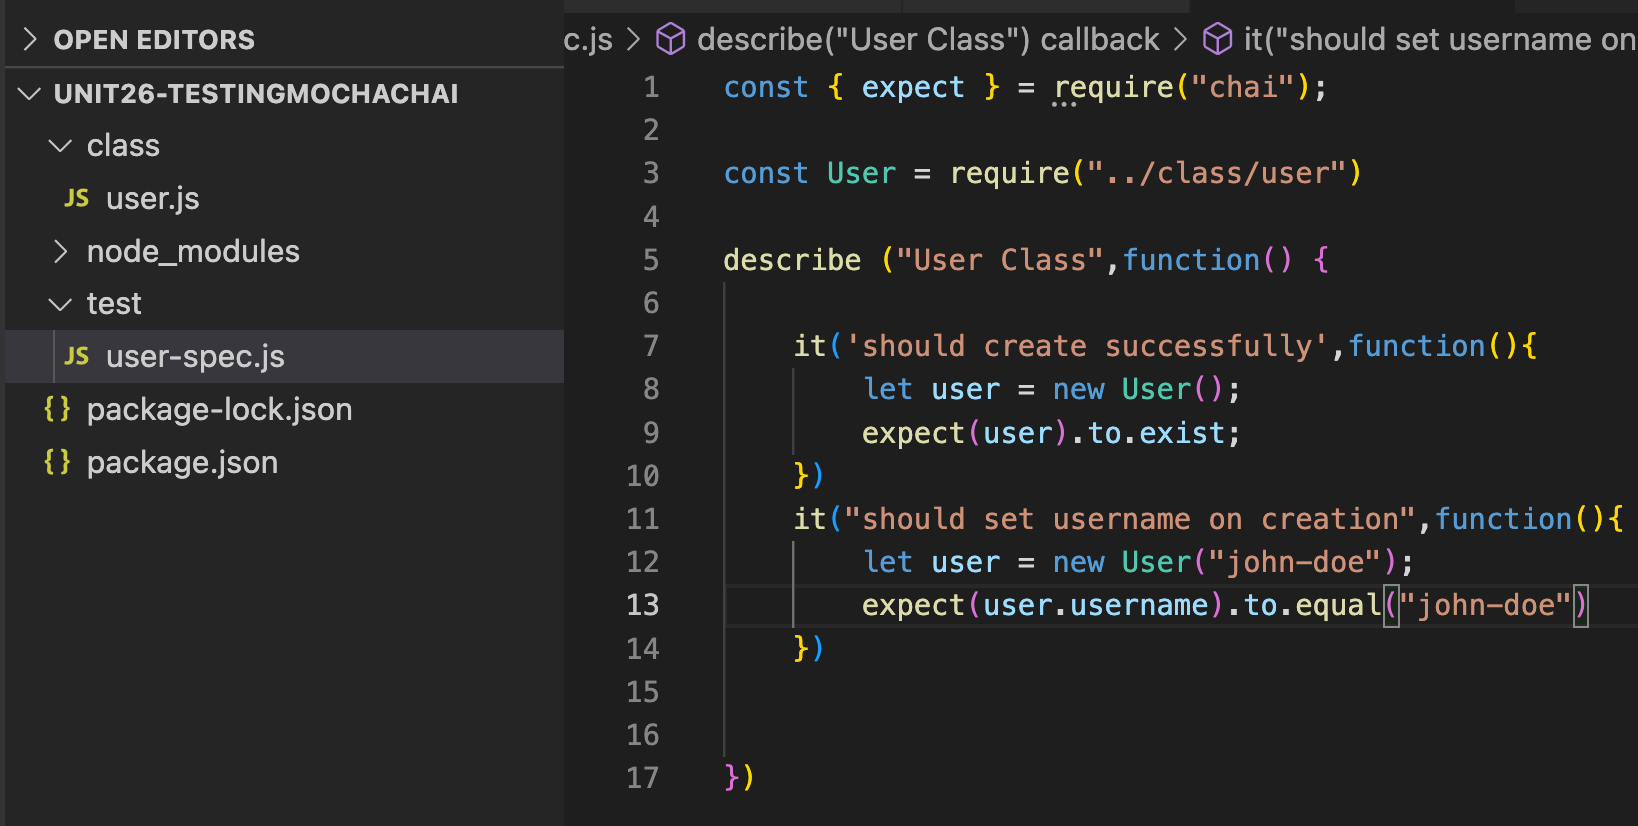 OPEN EDITORS
UNIT26-TESTINGMOCHACHAI
class
JS user.js
node_modules
test
JS user-spec.js
{} package-lock.json
{} package.json
c.js > describe("User Class") callback > it("should set username on
1 const { expect } = require("chai");
2
3 const User = require("../class/user")
4
5 describe ("User Class",function() {
6
7 it('should create successfully',function(){
8 let user = new User();
9 expect(user).to.exist;
10 })
11 it("should set username on creation",function(){
12 let user = new User("john-doe");
13 expect(user.username).to.equal("john-doe")
14 })
15
16
17 })